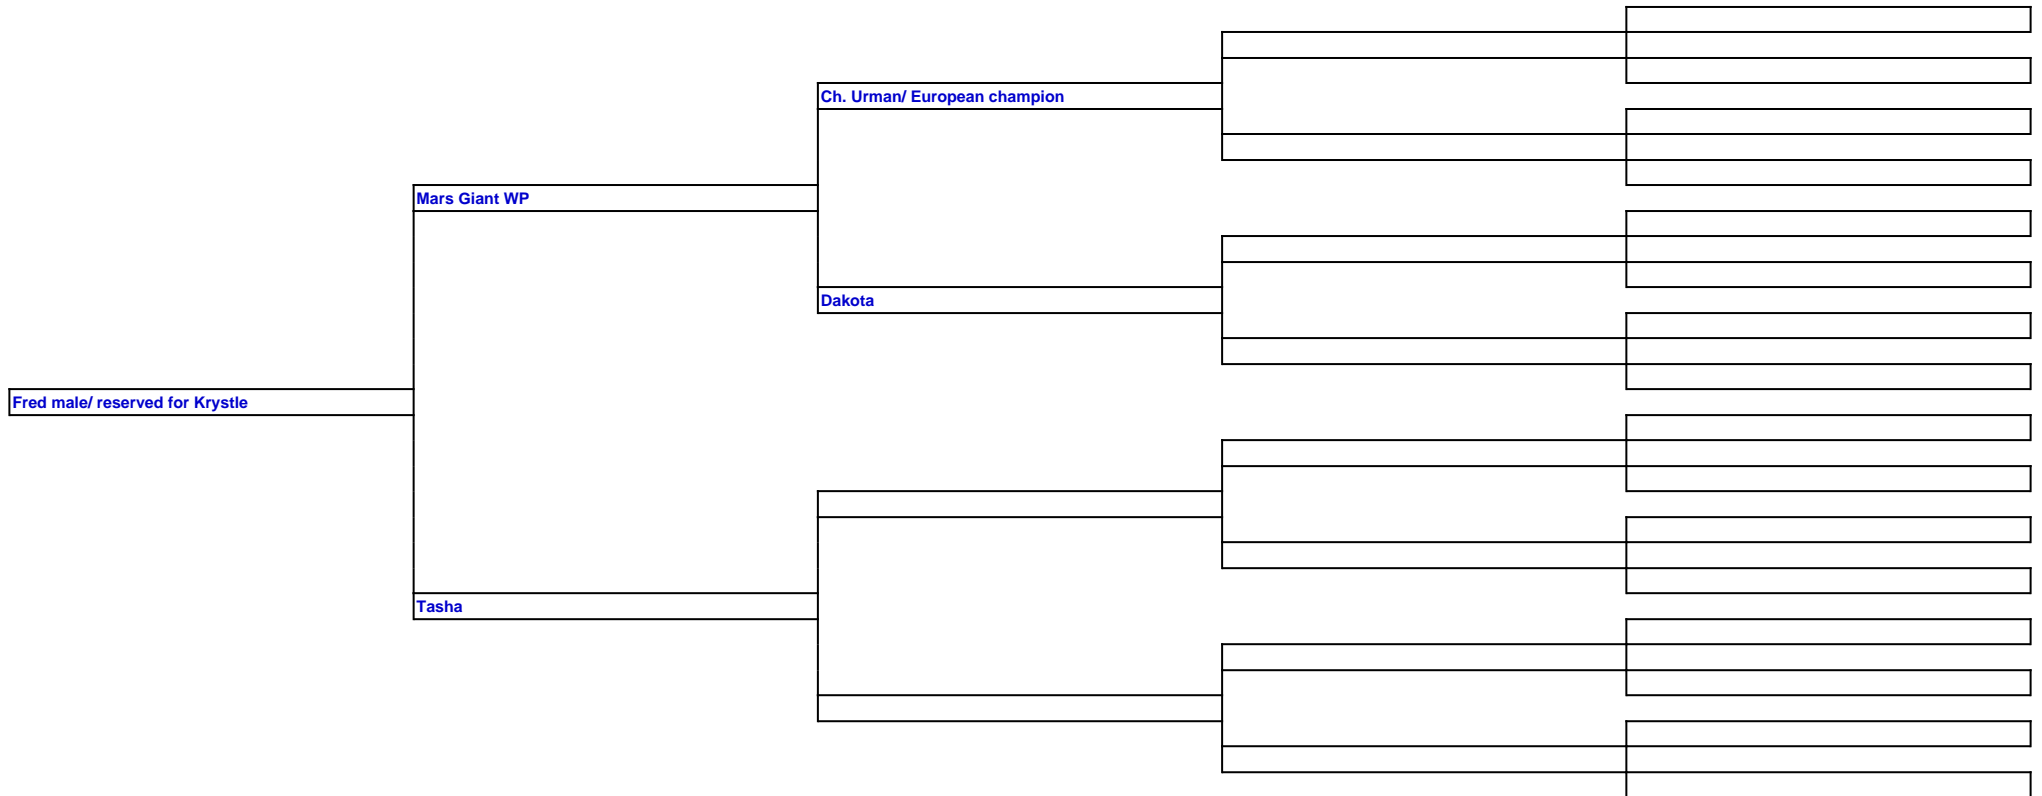 Ch. Urman/ European champion
Mars Giant WP
Dakota
Fred male/ reserved for Krystle
Tasha